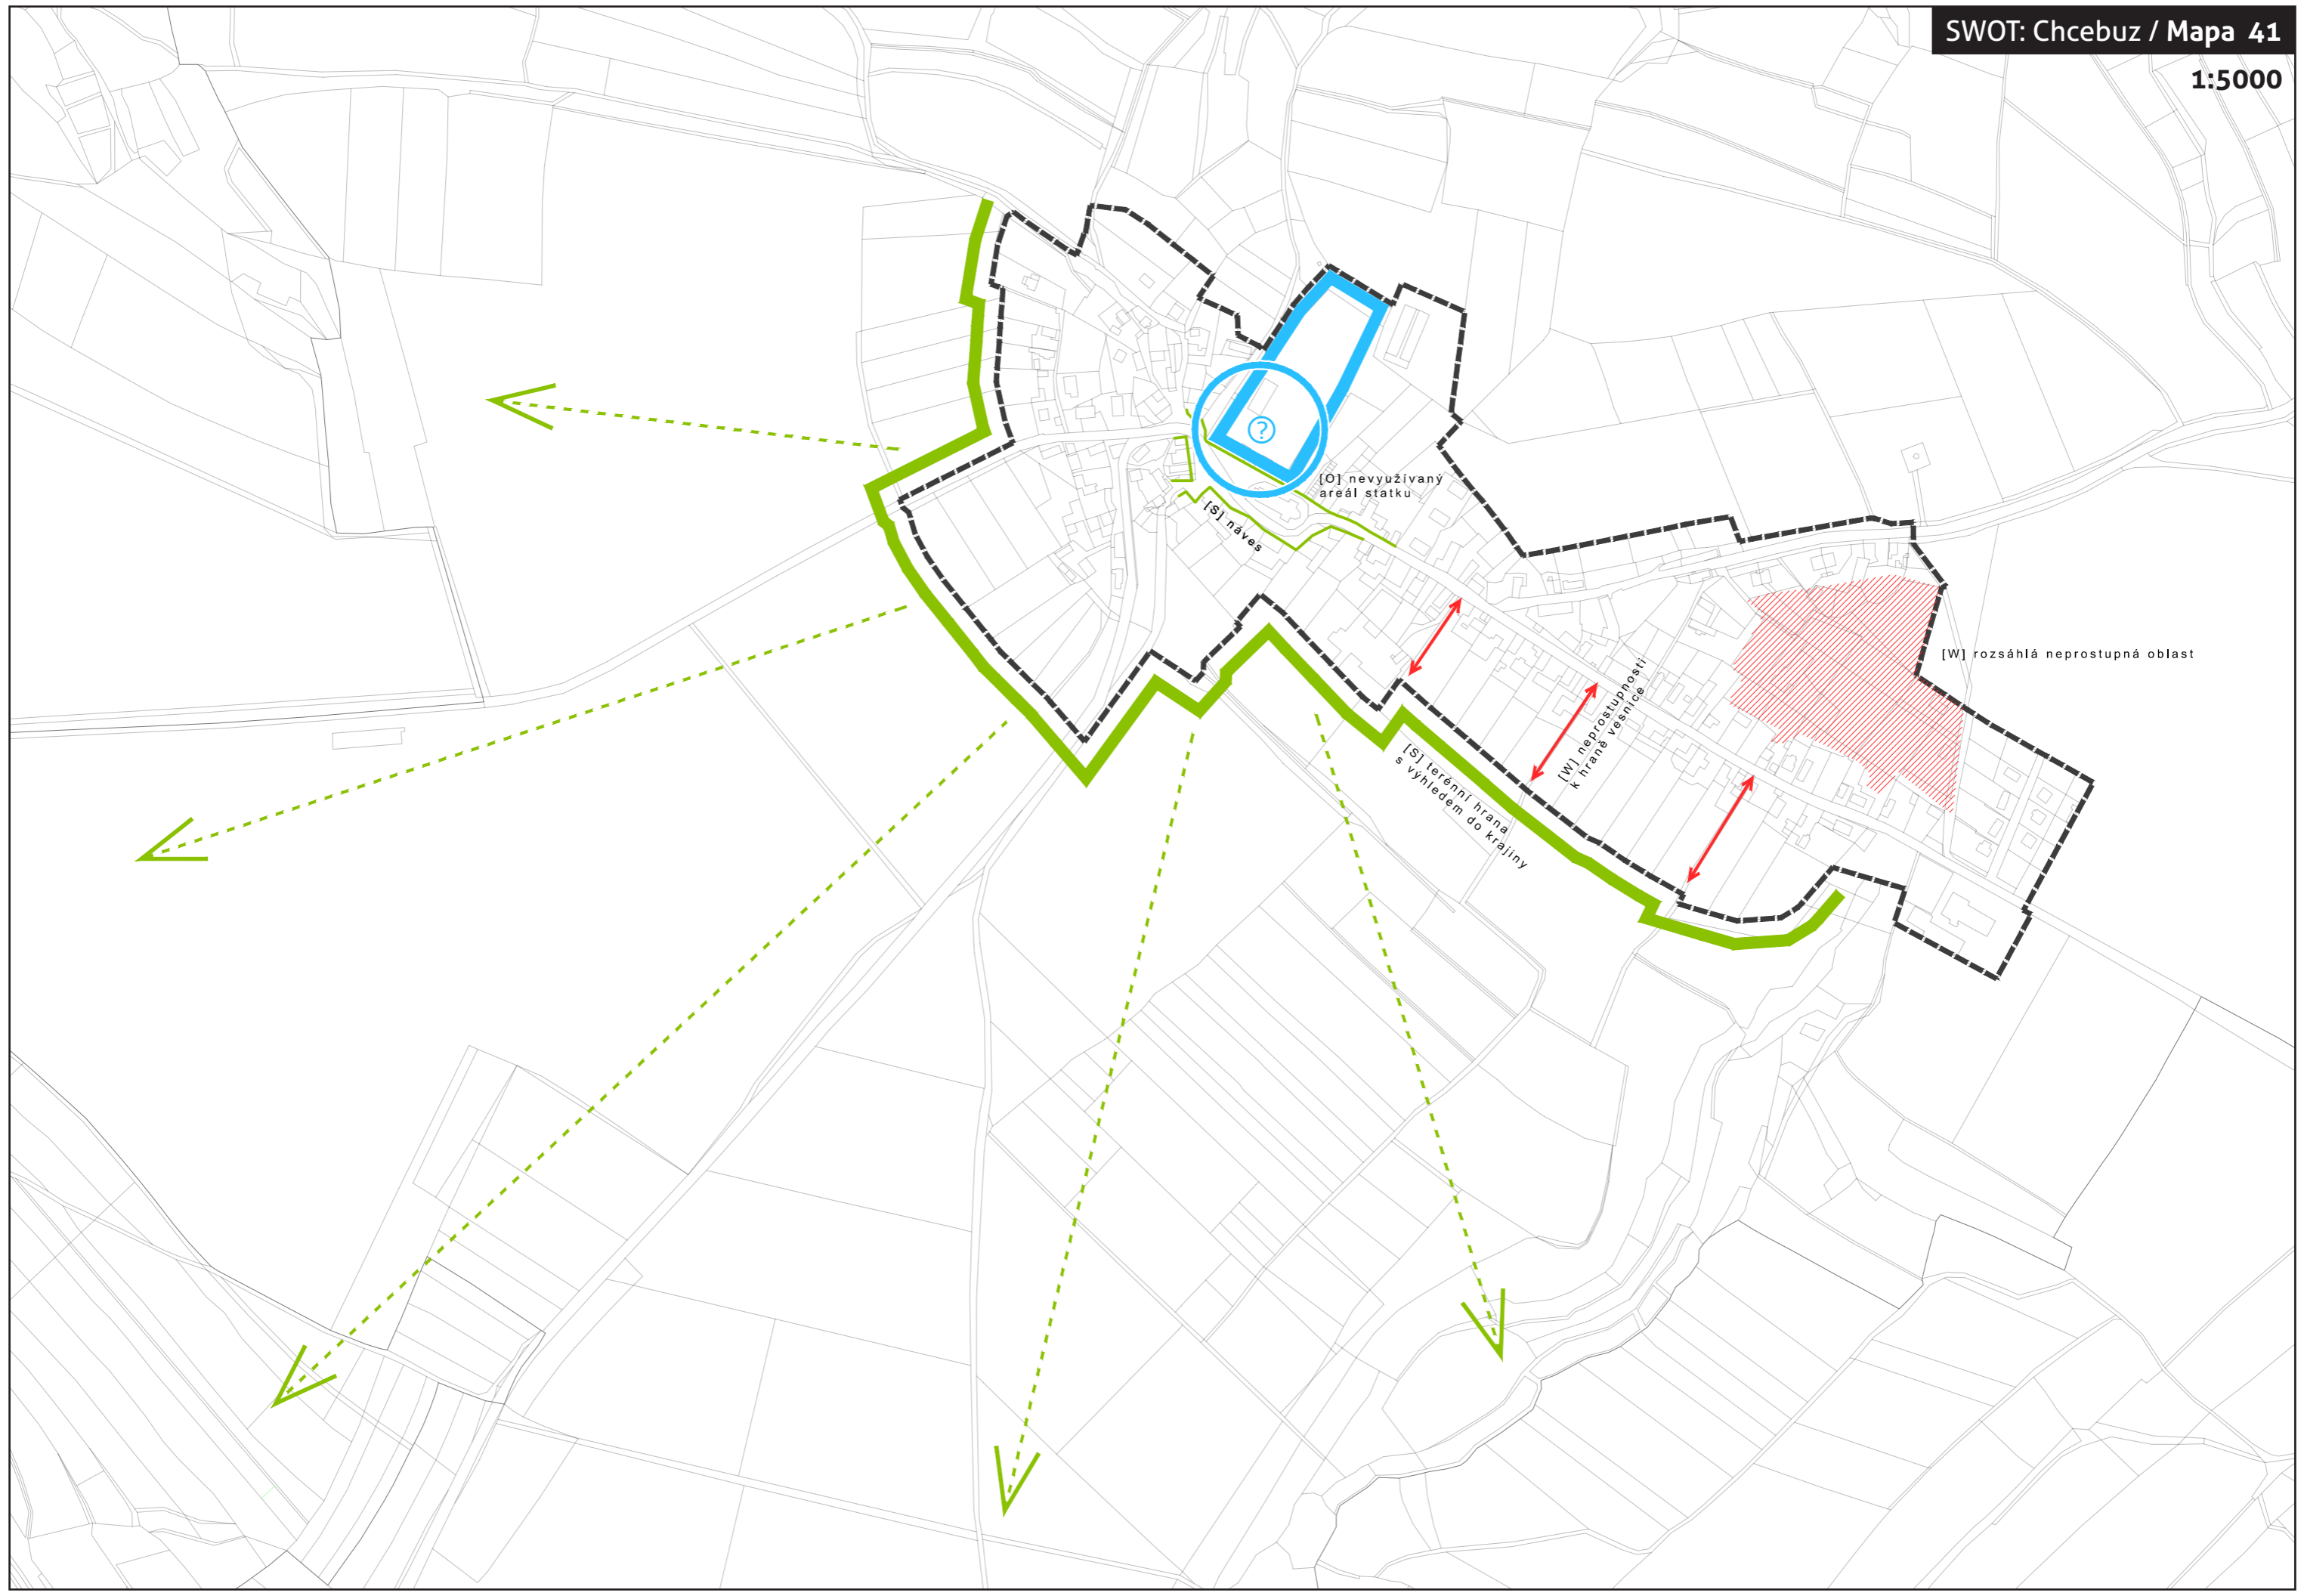 SWOT: Chcebuz / Mapa 41
1:5000
?
[O] nevyužívaný
areál statku
[S] náves
[W] rozsáhlá neprostupná oblast
[W] neprostupnosti
k hraně vesnice
[S] terénní hrana
s výhledem do krajiny